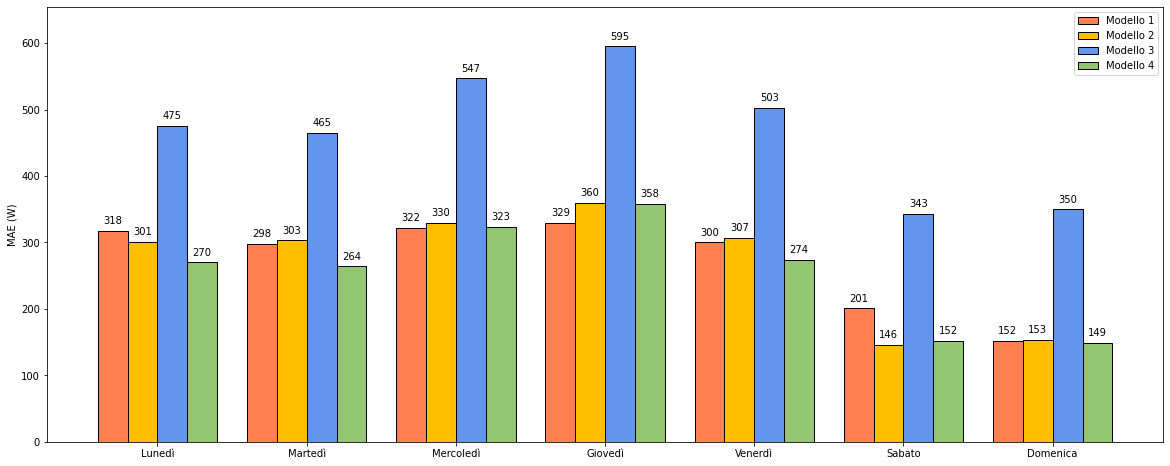 Modello 1
Modello 2
Modello 3
Modello 4
MAE (W)
600
500
400
300
200
100
0
318
301
475
270
298
303
465
264
322
330
547
323
329
360
595
358
300
307
503
274
201
146
343
152
152
153
350
149
Lunedì
Martedì
Mercoledì
Giovedì
Venerdì
Sabato
Domenica